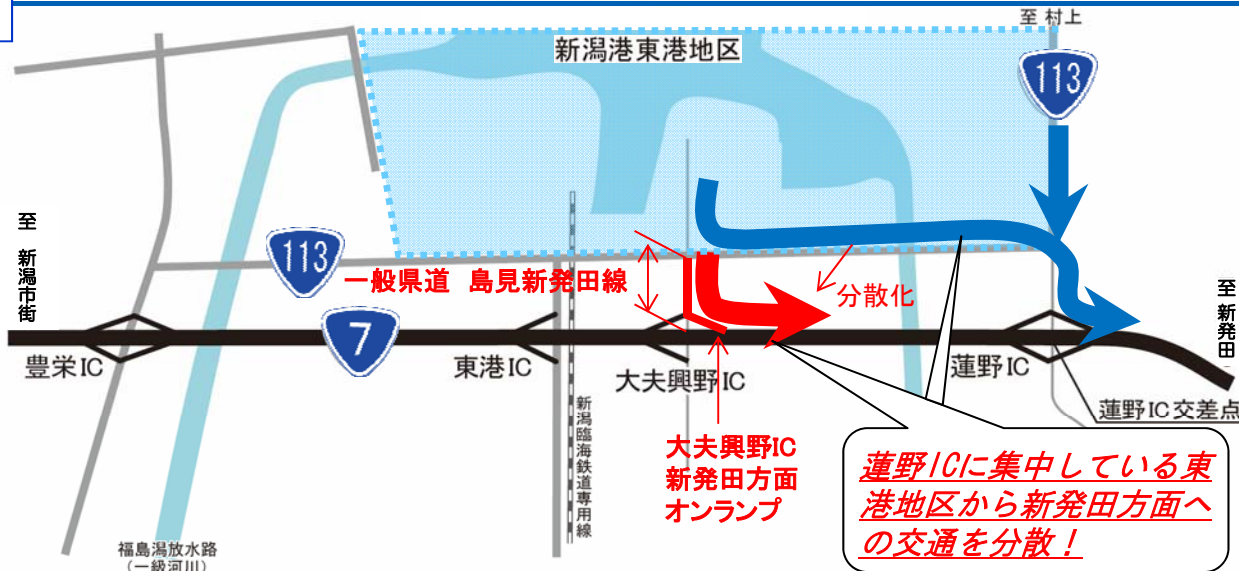 至 村上
新潟港東港地区
113
至 新潟市街
113
一般県道 島見新発田線
分散化
至 新発田
7
豊栄IC
東港IC
大夫興野IC
蓮野IC
蓮野IC交差点
新潟臨海鉄道専用線
大夫興野IC
新発田方面
オンランプ
蓮野ICに集中している東
港地区から新発田方面へ
の交通を分散！
福島潟放水路
(一級河川)